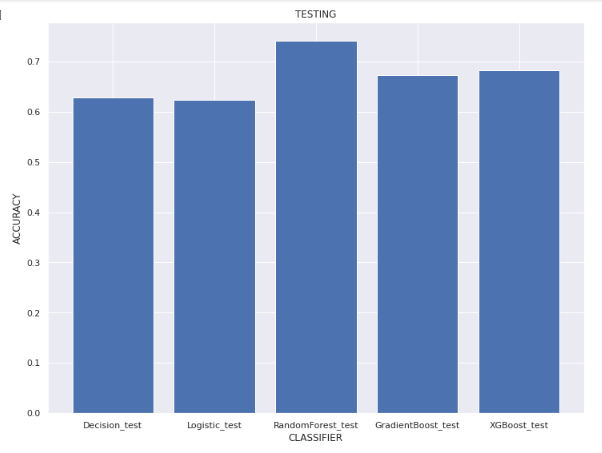 TESTING
0.7
0.6
0.5
0.4
0.3
0.2
0.1
0.0
ACCURACY
Decision_test Logistic_test RandomForest_test GradientBoost_test XGBoost_test
CLASSIFIER